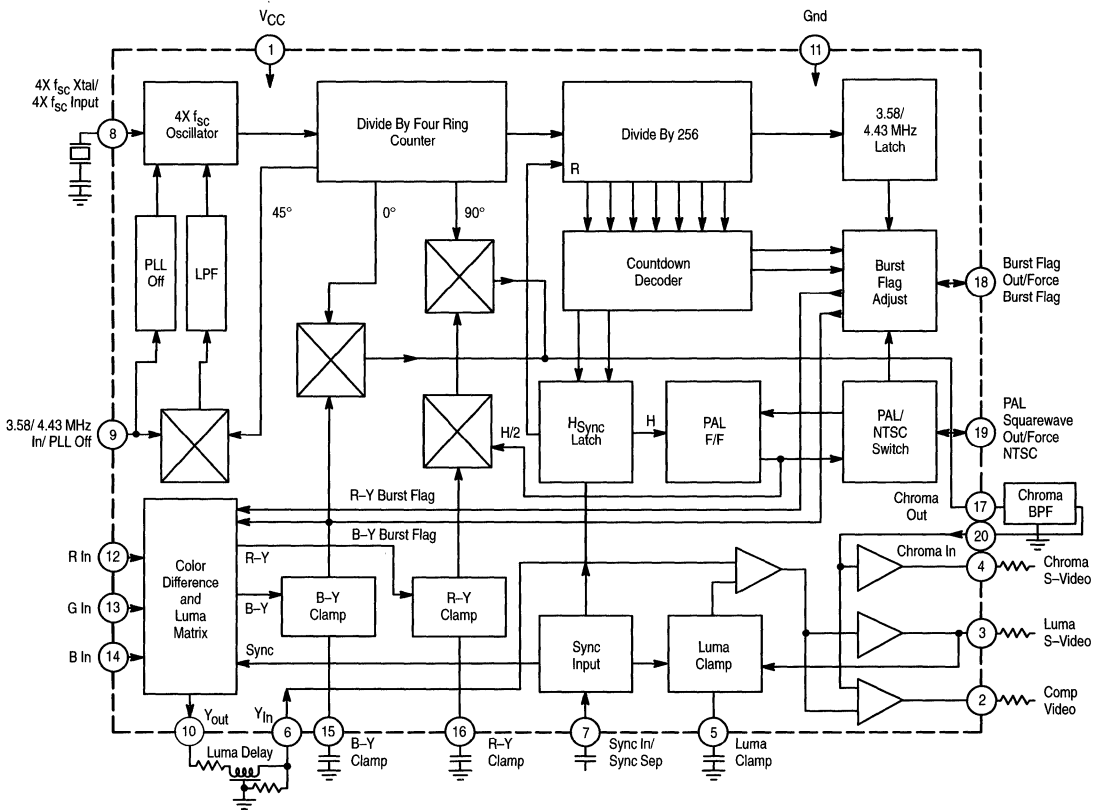 VCC
Gnd
1
11
4X fsc Xtal/
4X fsc Input
8
4X fsc
Oscillator
Divide By Four Ring
Counter
Divide By 256
R
3.58/
4.43 MHz
Latch
45°
0°
90°
PLL
Off
LPF
Countdown
Decoder
Burst
Flag
Adjust
18
Burst Flag
Out/Force
Burst Flag
3.58/ 4.43 MHz
In/ PLL Off
9
H/2
HSync
Latch
H
PAL
F/F
PAL/
NTSC
Switch
19
PAL
Squarewave
Out/Force
NTSC
R–Y Burst Flag
B–Y Burst Flag
Chroma
Out
17
Chroma
BPF
20
Chroma In
4
Chroma
S–Video
R In
12
G In
13
B In
14
Color
Difference
and
Luma
Matrix
R–Y
B–Y
Sync
B–Y
Clamp
R–Y
Clamp
Sync
Input
Luma
Clamp
3
Luma
S–Video
2
Comp
Video
10
Yout
YIn
6
15
B–Y
Clamp
16
R–Y
Clamp
7
Sync In/
Sync Sep
5
Luma
Clamp
Luma Delay